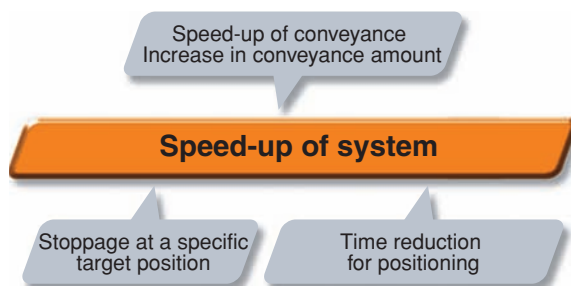 Speed-up of conveyance
Increase in conveyance amount
Speed-up of system
Stoppage at a specific
target position
Time reduction
for positioning